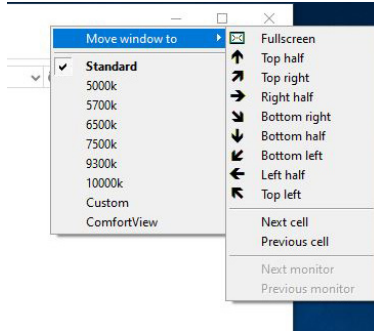 Move window to
Standard
5000k
5700k
6500k
7500k
9300k
10000k
Custom
ComfortView
Fullscreen
Top half
Top right
Right half
Bottom right
Bottom half
Bottom left
Left half
Top left
Next cell
Previous cell
Next monitor
Previous monitor